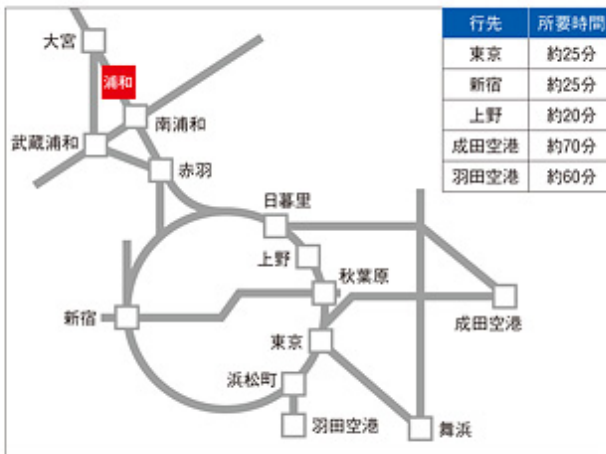 行先 所要時間
東京 約25分
新宿 約25分
上野 約20分
成田空港 約70分
羽田空港 約60分
大宮
浦和
南浦和
武蔵浦和
赤羽
日暮里
上野
秋葉原
新宿
成田空港
東京
浜松町
羽田空港
舞浜